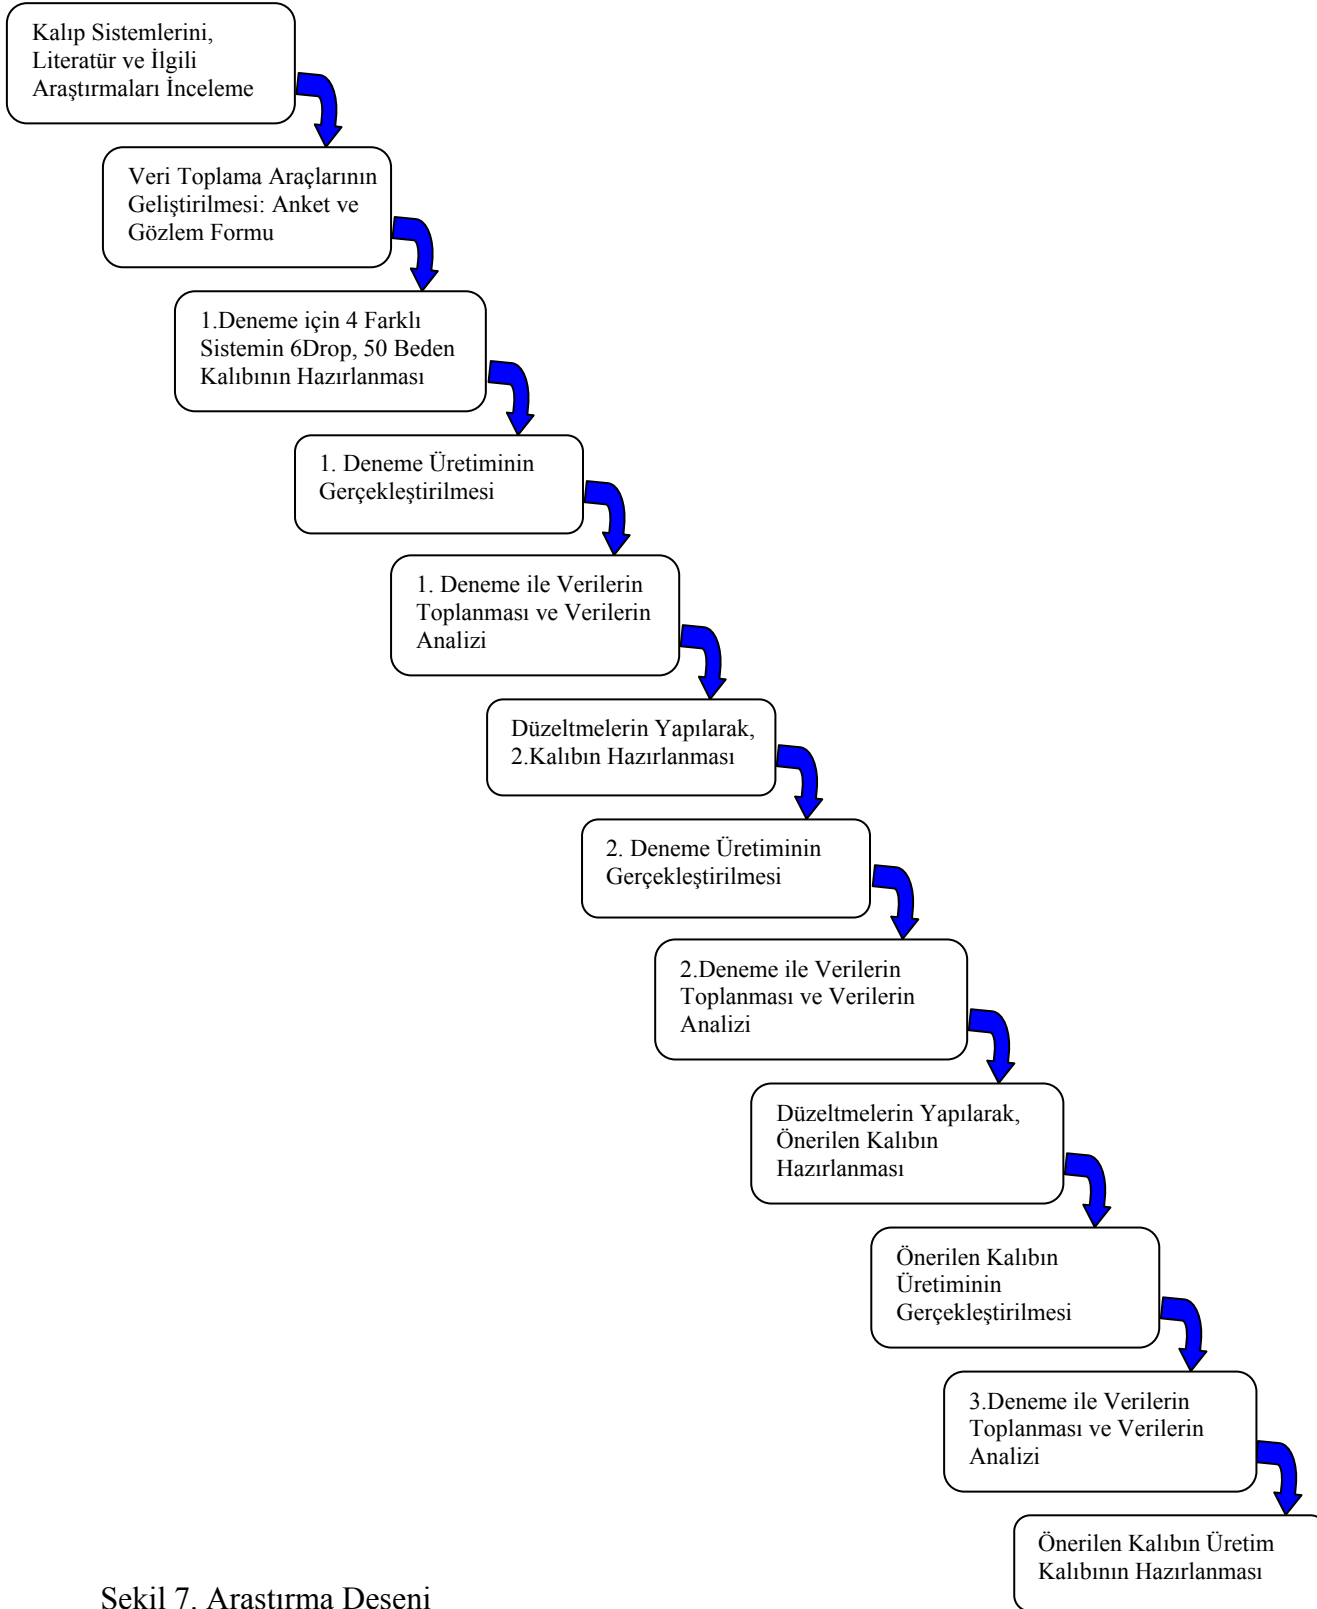 Kalıp Sistemlerini,
Literatür ve İlgili
Araştırmaları İnceleme
Veri Toplama Araçlarının
Geliştirilmesi: Anket ve
Gözlem Formu
1.Deneme için 4 Farklı
Sistemin 6Drop, 50 Beden
Kalıbının Hazırlanması
1. Deneme Üretiminin
Gerçekleştirilmesi
1. Deneme ile Verilerin
Toplanması ve Verilerin
Analizi
Düzeltmelerin Yapılarak,
2.Kalıbın Hazırlanması
2. Deneme Üretiminin
Gerçekleştirilmesi
2.Deneme ile Verilerin
Toplanması ve Verilerin
Analizi
Düzeltmelerin Yapılarak,
Önerilen Kalıbın
Hazırlanması
Önerilen Kalıbın
Üretiminin
Gerçekleştirilmesi
3.Deneme ile Verilerin
Toplanması ve Verilerin
Analizi
Önerilen Kalıbın Üretim
Kalıbının Hazırlanması
Şekil 7. Araştırma Deseni